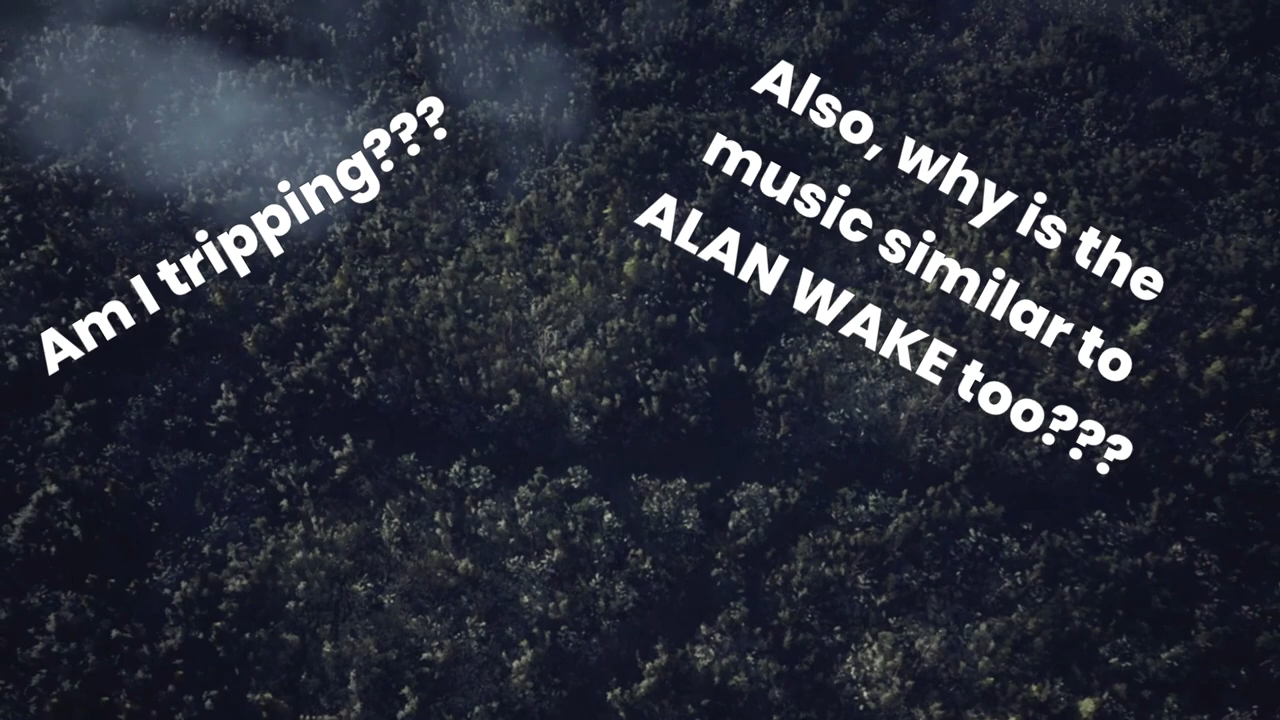 Am I tripping???
Also, why is the
music similar to
ALAN WAKE too???